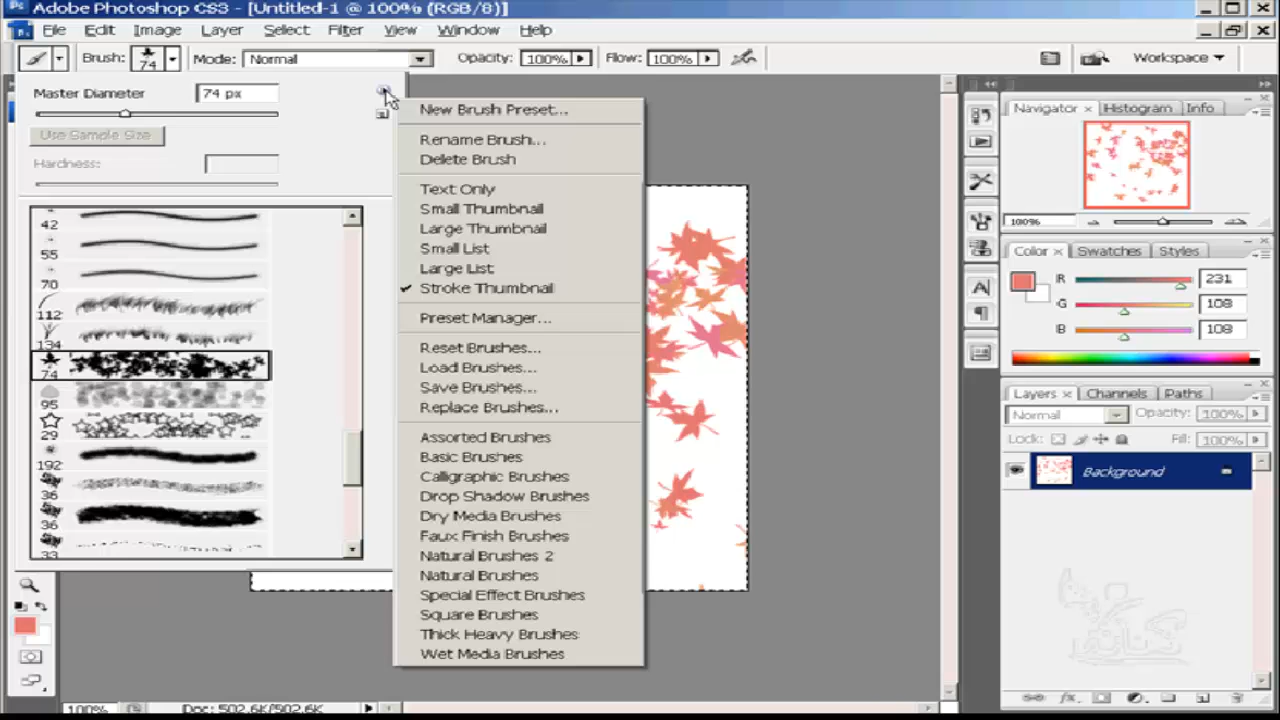 Adobe Photoshop CS3 - [Untitled-1 @ 100% (RGB/8)]
File Edit Image Layer Select Filter View Window Help
Brush: 74 Mode: Normal Opacity: 100% Flow: 100% Workspace
Master Diameter 74 px
Use Sample Size
Hardness:
42
55
70
112
134
74
95
29
192
36
36
33
New Brush Preset...
Rename Brush...
Delete Brush
Text Only
Small Thumbnail
Large Thumbnail
Small List
Large List
Stroke Thumbnail
Preset Manager...
Reset Brushes...
Load Brushes...
Save Brushes...
Replace Brushes...
Assorted Brushes
Basic Brushes
Calligraphic Brushes
Drop Shadow Brushes
Dry Media Brushes
Faux Finish Brushes
Natural Brushes 2
Natural Brushes
Special Effect Brushes
Square Brushes
Thick Heavy Brushes
Wet Media Brushes
Navigator Histogram Info
100%
Color Swatches Styles
R 231
G 108
B 108
Layers Channels Paths
Normal Opacity: 100%
Lock: Fill: 100%
Background
100% Doc: 502.6K/502.6K